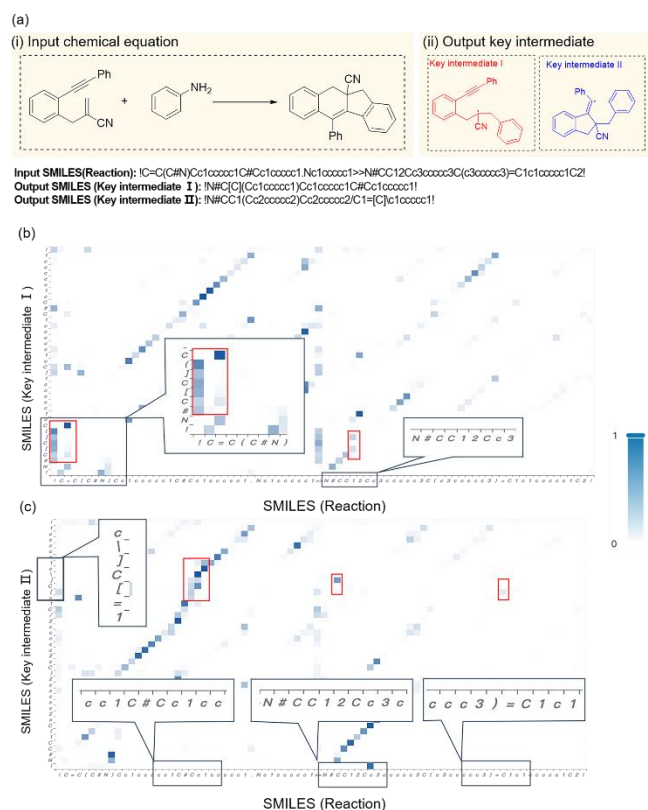 (a)
(i) Input chemical equation
(ii) Output key intermediate
Ph
CN
+
NH2
CN
Ph
Key intermediate I
Ph
CN
Key intermediate II
Ph
CN
Input SMILES(Reaction): !C=C(C#N)Cc1ccccc1C#Cc1ccccc1.Nc1ccccc1>>N#CC12Cc3ccccc3C(c3ccccc3)=C1c1ccccc1C2!
Output SMILES (Key intermediate I): !N#C[C](Cc1ccccc1)Cc1ccccc1C#Cc1ccccc1!
Output SMILES (Key intermediate II): !N#CC1(Cc2ccccc2)Cc2ccccc2/C1=[C]\c1ccccc1!
(b)
SMILES (Key intermediate I)
C
(
]
C
[
C
#
N
!
! C = C ( C # N )
N # C C 1 2 C c 3
SMILES (Reaction)
1
0
(c)
SMILES (Key intermediate II)
c
\
]
C
[
=
1
c c 1 C # C c 1 c c
N # C C 1 2 C c 3 c
c c c 3 ) = C 1 c 1
SMILES (Reaction)